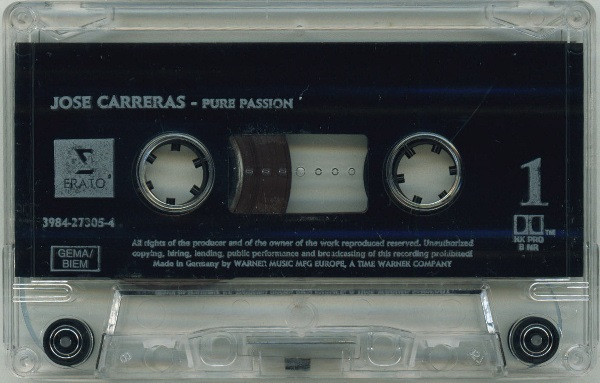 JOSE CARRERAS - PURE PASSION
ERATO
3984-27305-4
1
GEMA/
BIEM
HX PRO
B NR
TM
All rights of the producer and of the owner of the work reproduced reserved. Unauthorized
copying, hiring, lending, public performance and broadcasting of this recording prohibited.
Made in Germany by WARNER MUSIC MFG EUROPE, A TIME WARNER COMPANY